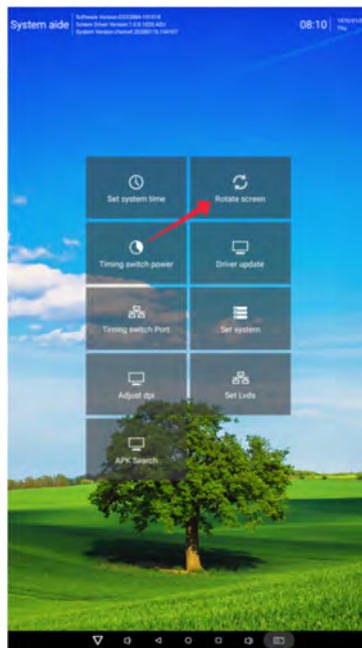 System aide
08:10
Thu
Set system time
Rotate screen
Timing switch power
Driver update
Timing switch Port
Set system
Adjust dpi
Set Lvds
APK Search